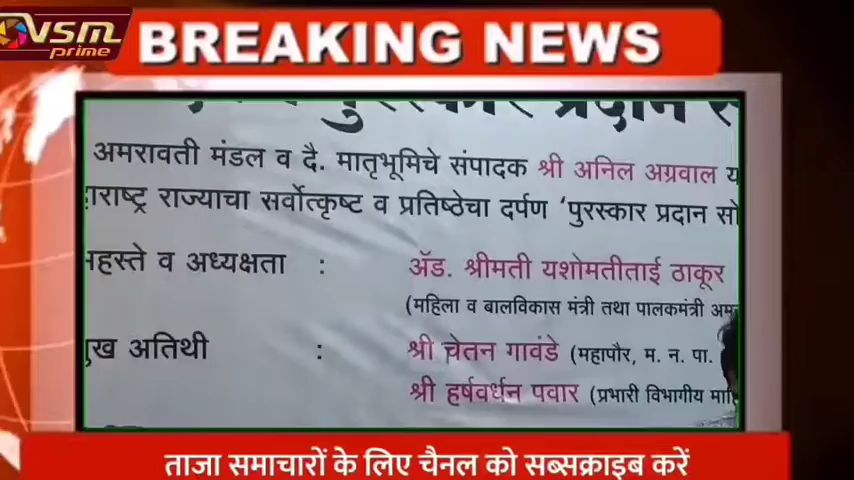 VSM prime
BREAKING NEWS
पुरस्कार प्रदान
अमरावती मंडल व दै. मातृभूमिचे संपादक श्री अनिल अग्रवाल
राज्याचा सर्वोत्कृष्ट व प्रतिष्ठेचा दर्पण 'पुरस्कार प्रदान
व अध्यक्षता : ॲड. श्रीमती यशोमतीताई ठाकूर
(महिला व बालविकास मंत्री तथा पालकमंत्री
अतिथी : श्री चेतन गावंडे (महापौर, म. न. पा.
श्री हर्षवर्धन पवार (प्रभारी विभागीय
ताजा समाचारों के लिए चैनल को सब्सक्राइब करें